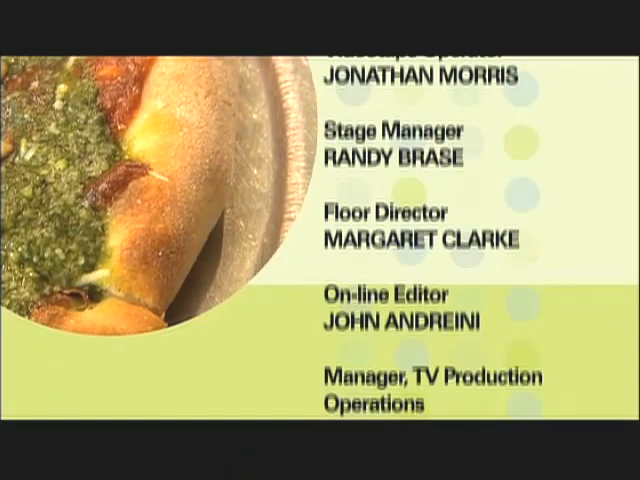 JONATHAN MORRIS
Stage Manager
RANDY BRASE
Floor Director
MARGARET CLARKE
On-line Editor
JOHN ANDREINI
Manager, TV Production
Operations